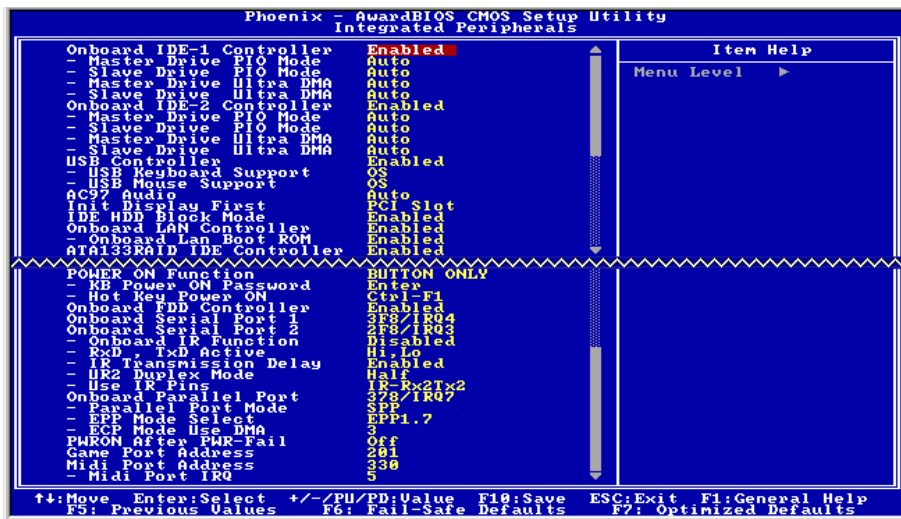 Phoenix - AwardBIOS CMOS Setup Utility
Integrated Peripherals
Onboard IDE-1 Controller Enabled
- Master Drive PIO Mode Auto
- Slave Drive PIO Mode Auto
- Master Drive Ultra DMA Auto
- Slave Drive Ultra DMA Auto
Onboard IDE-2 Controller Enabled
- Master Drive PIO Mode Auto
- Slave Drive PIO Mode Auto
- Master Drive Ultra DMA Auto
- Slave Drive Ultra DMA Auto
USB Controller Enabled
- USB Keyboard Support OS
- USB Mouse Support OS
AC97 Audio Auto
Init Display First PCI Slot
IDE HDD Block Mode Enabled
Onboard LAN Controller Enabled
- Onboard Lan Boot ROM Enabled
ATA133RAID IDE Controller Enabled
POWER ON Function BUTTON ONLY
- KB Power ON Password Enter
- Hot Key Power ON Ctrl-F1
Onboard FDD Controller Enabled
Onboard Serial Port 1 3F8/IRQ4
Onboard Serial Port 2 2F8/IRQ3
- Onboard IR Function Disabled
- RxD , TxD Active Hi,Lo
- IR Transmission Delay Enabled
- UR2 Duplex Mode Half
- Use IR Pins IR-Rx2Tx2
Onboard Parallel Port 378/IRQ7
- Parallel Port Mode SPP
- EPP Mode Select EPP1.7
- ECP Mode Use DMA 3
PWRON After PWR-Fail Off
Game Port Address 201
Midi Port Address 330
- Midi Port IRQ 5
Item Help
Menu Level ►
↑↓:Move Enter:Select +/-/PU/PD:Value F10:Save ESC:Exit F1:General Help
F5: Previous Values F6: Fail-Safe Defaults F7: Optimized Defaults